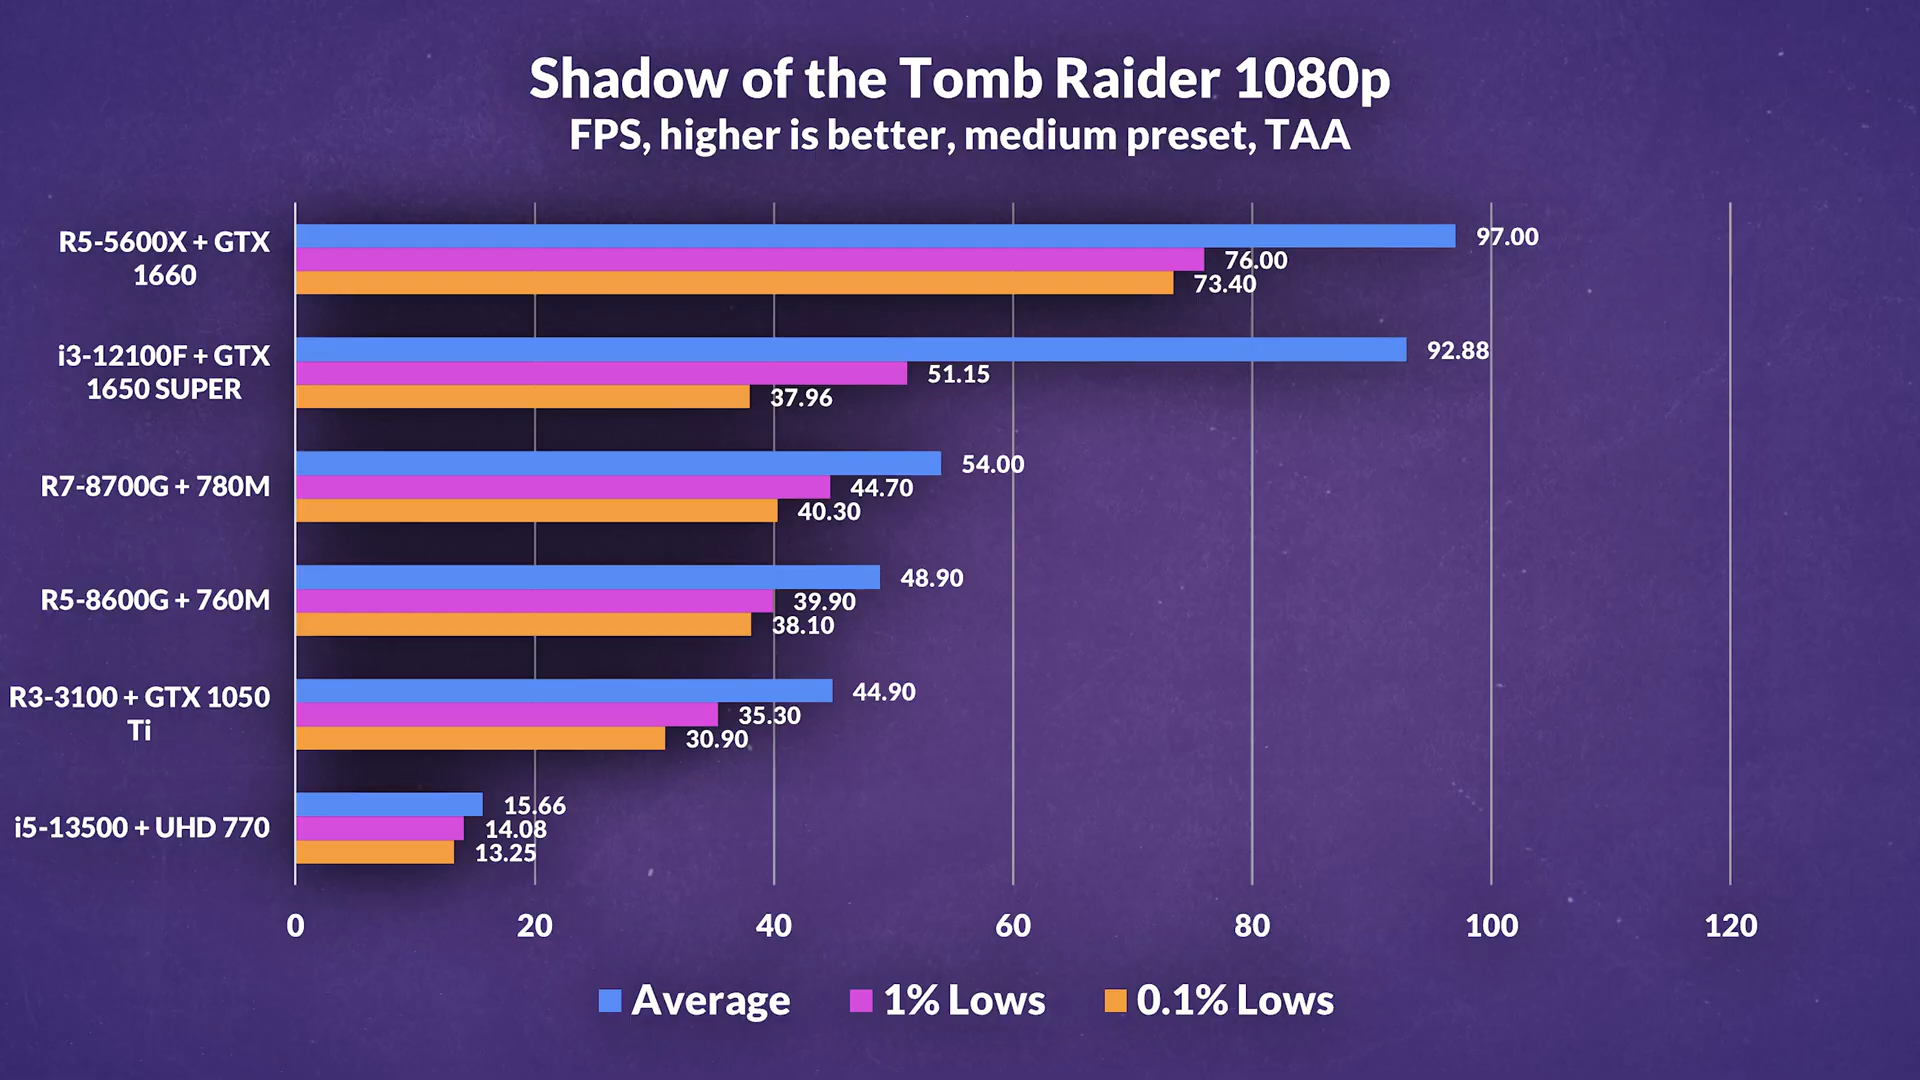 Shadow of the Tomb Raider 1080p
FPS, higher is better, medium preset, TAA
R5-5600X + GTX
1660
97.00
76.00
73.40
i3-12100F + GTX
1650 SUPER
92.88
51.15
37.96
R7-8700G + 780M
54.00
44.70
40.30
R5-8600G + 760M
48.90
39.90
38.10
R3-3100 + GTX 1050
Ti
44.90
35.30
30.90
i5-13500 + UHD 770
15.66
14.08
13.25
0 20 40 60 80 100 120
Average 1% Lows 0.1% Lows